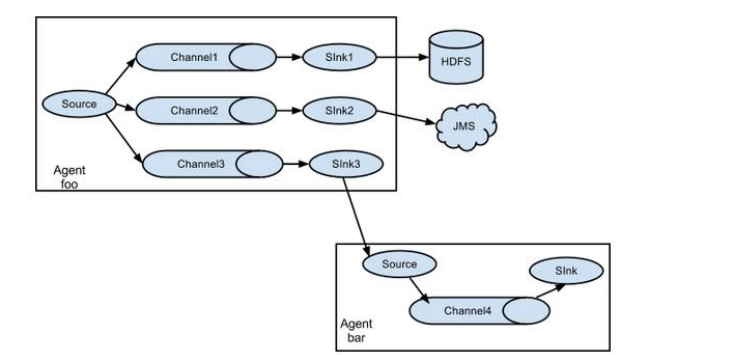 Channel1
SInk1
HDFS
Source
Channel2
SInk2
JMS
Channel3
SInk3
Agent
foo
Source
SInk
Channel4
Agent
bar